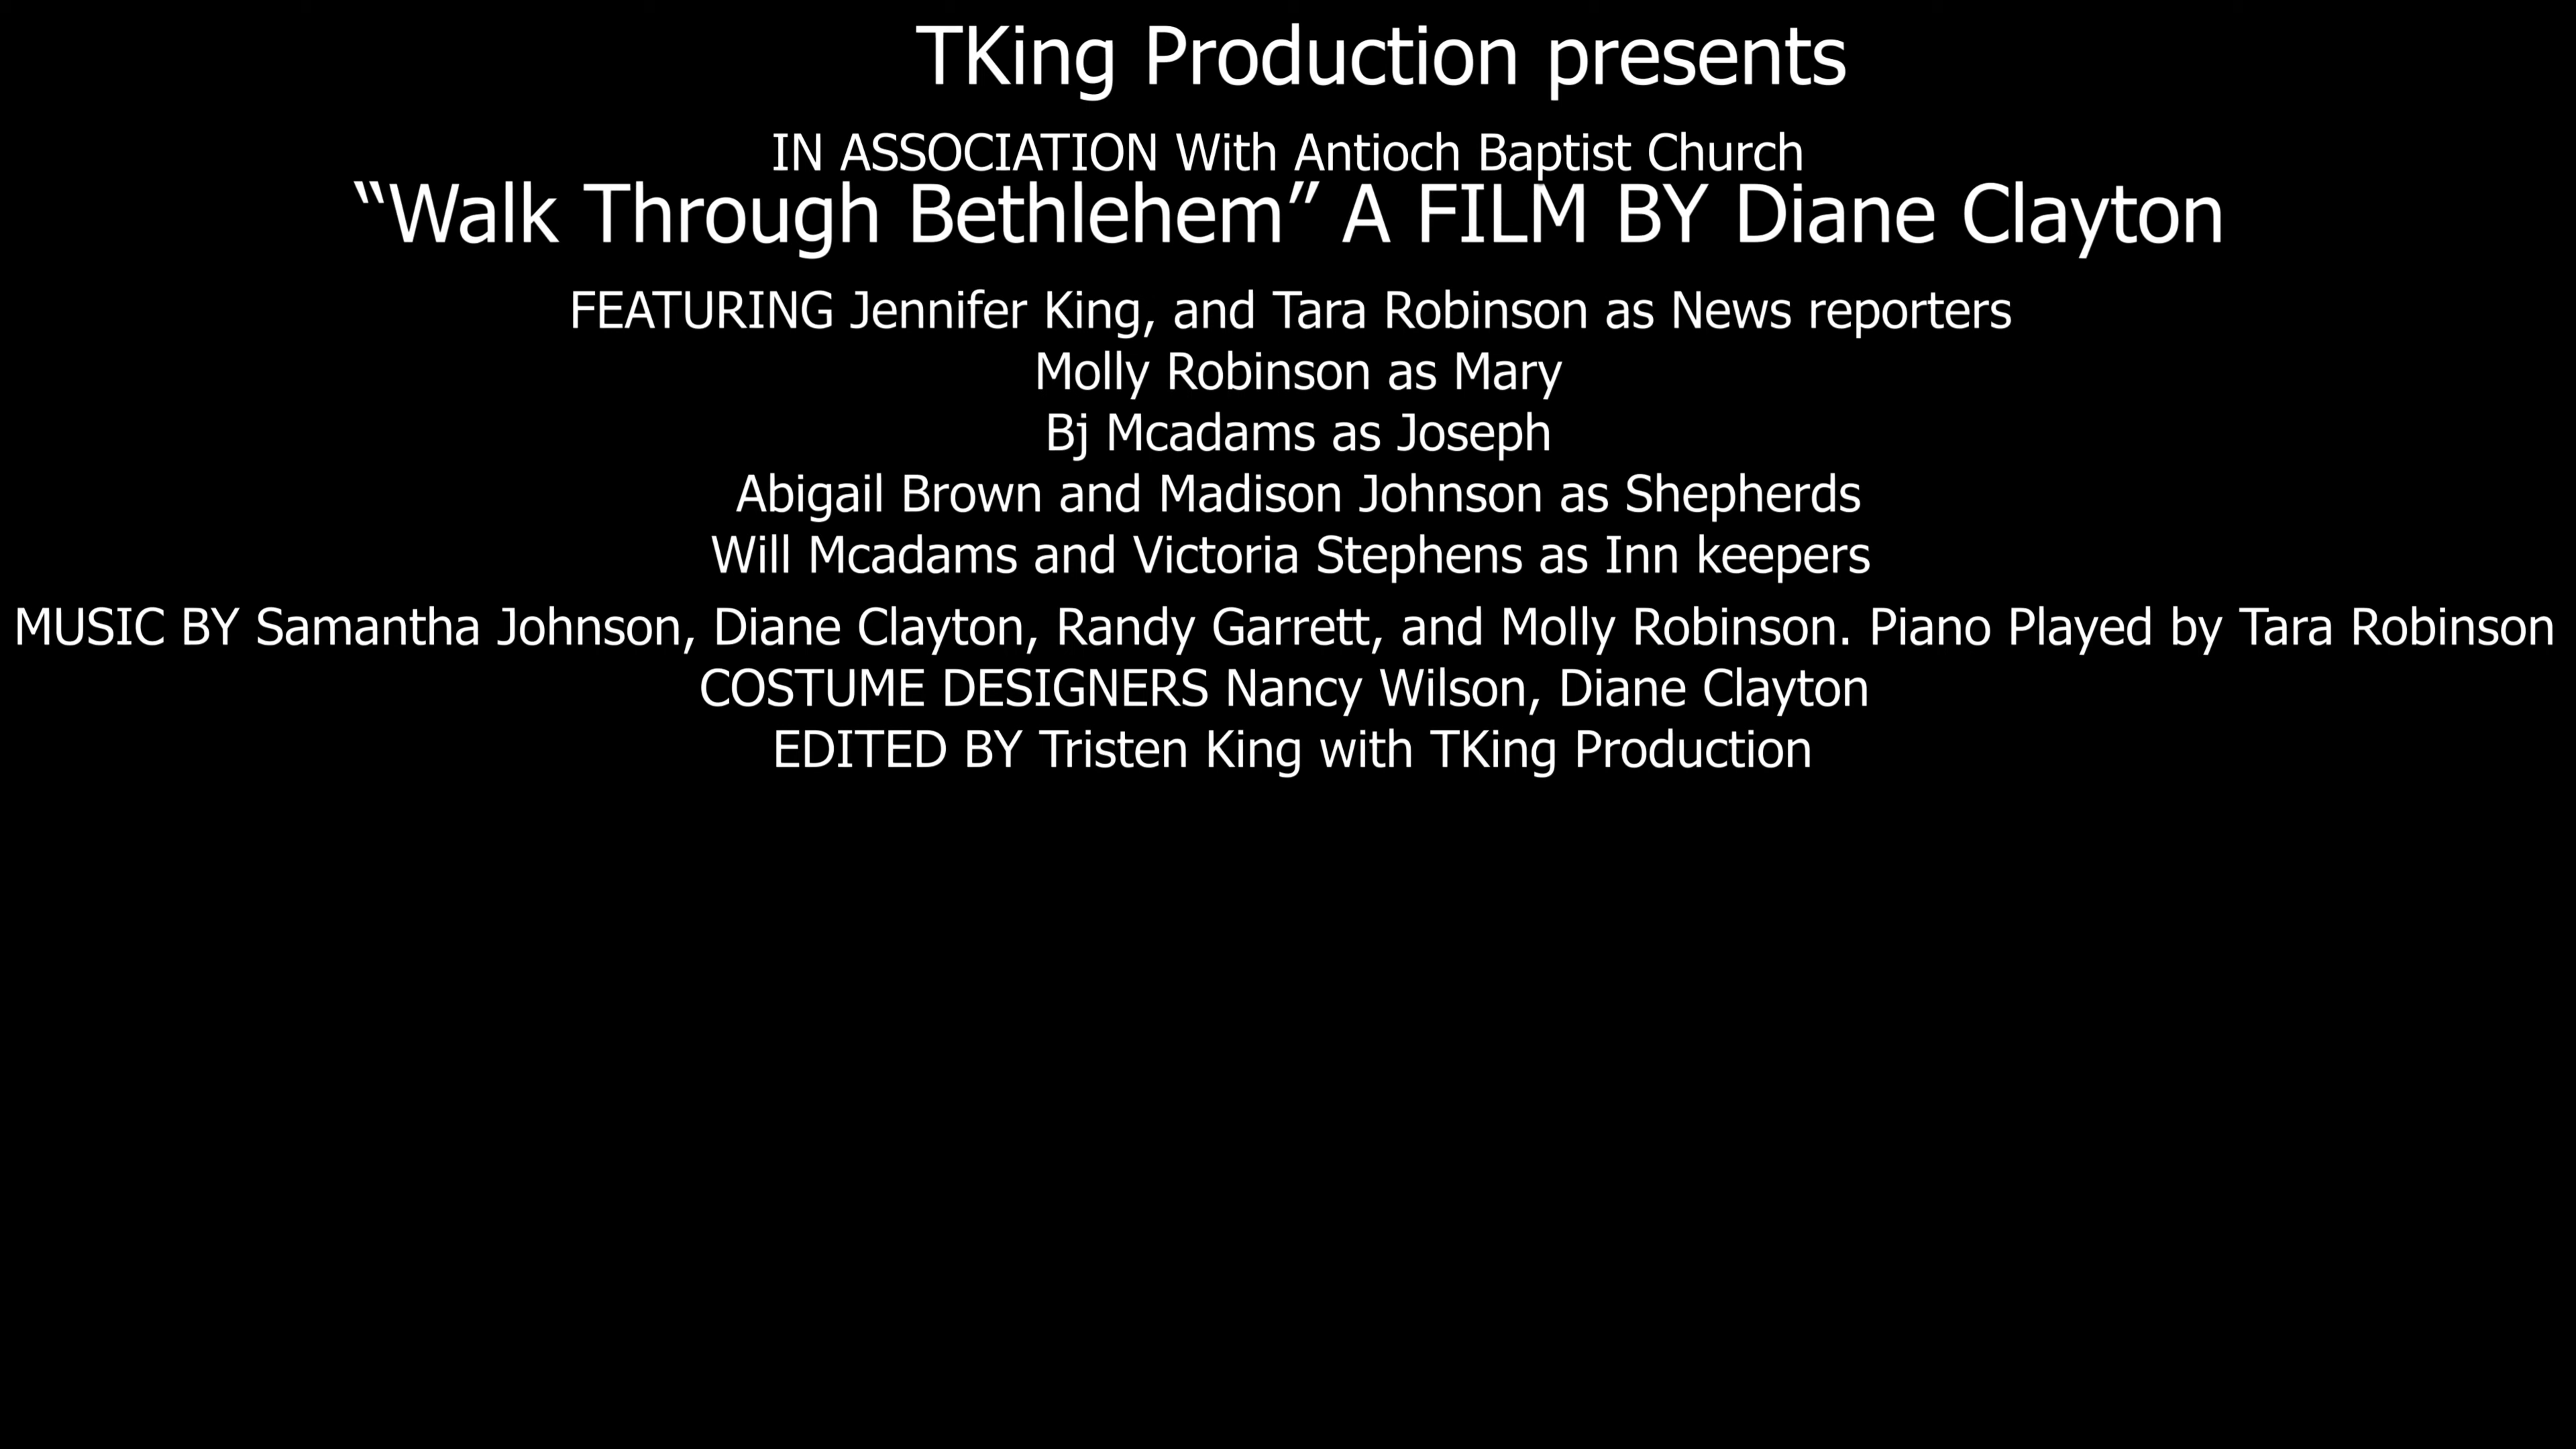 TKing Production presents
IN ASSOCIATION With Antioch Baptist Church
“Walk Through Bethlehem” A FILM BY Diane Clayton
FEATURING Jennifer King, and Tara Robinson as News reporters
Molly Robinson as Mary
Bj Mcadams as Joseph
Abigail Brown and Madison Johnson as Shepherds
Will Mcadams and Victoria Stephens as Inn keepers
MUSIC BY Samantha Johnson, Diane Clayton, Randy Garrett, and Molly Robinson. Piano Played by Tara Robinson
COSTUME DESIGNERS Nancy Wilson, Diane Clayton
EDITED BY Tristen King with TKing Production